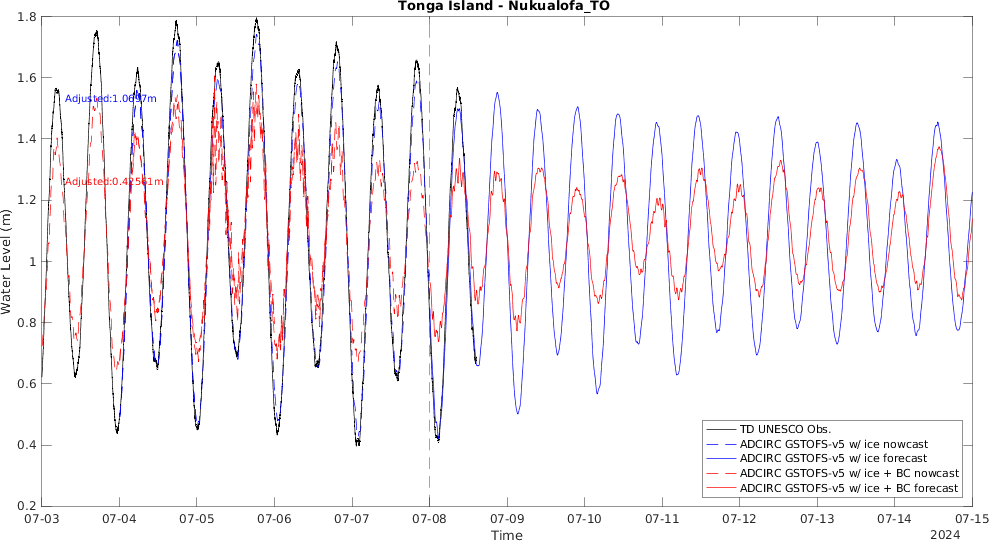 Tonga Island - Nukualofa_TO
1.8
1.6
1.4
1.2
1
0.8
0.6
0.4
0.2
Water Level (m)
Adjusted:1.0697m
Adjusted:0.42561m
TD UNESCO Obs.
ADCIRC GSTOFS-v5 w/ ice nowcast
ADCIRC GSTOFS-v5 w/ ice forecast
ADCIRC GSTOFS-v5 w/ ice + BC nowcast
ADCIRC GSTOFS-v5 w/ ice + BC forecast
07-03 07-04 07-05 07-06 07-07 07-08 07-09 07-10 07-11 07-12 07-13 07-14 07-15
Time
2024